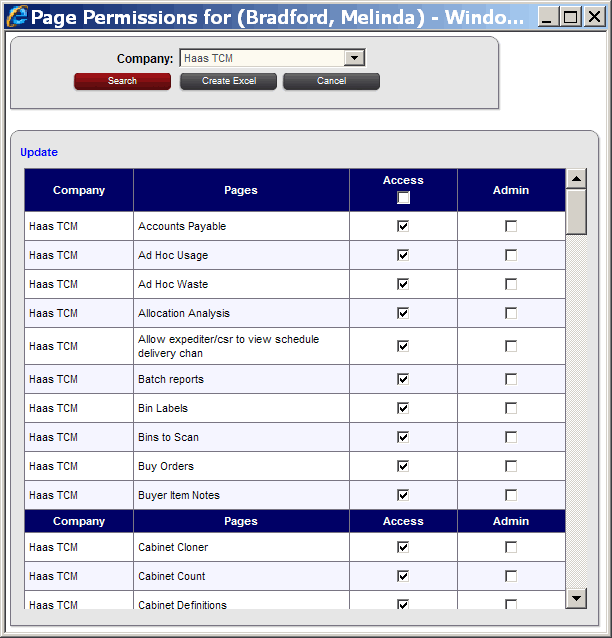 Page Permissions for (Bradford, Melinda) - Windo...
Company: Haas TCM
Search Create Excel Cancel
Update
Company Pages Access Admin
Haas TCM Accounts Payable
Haas TCM Ad Hoc Usage
Haas TCM Ad Hoc Waste
Haas TCM Allocation Analysis
Haas TCM Allow expediter/csr to view schedule
delivery chan
Haas TCM Batch reports
Haas TCM Bin Labels
Haas TCM Bins to Scan
Haas TCM Buy Orders
Haas TCM Buyer Item Notes
Company Pages Access Admin
Haas TCM Cabinet Cloner
Haas TCM Cabinet Count
Haas TCM Cabinet Definitions